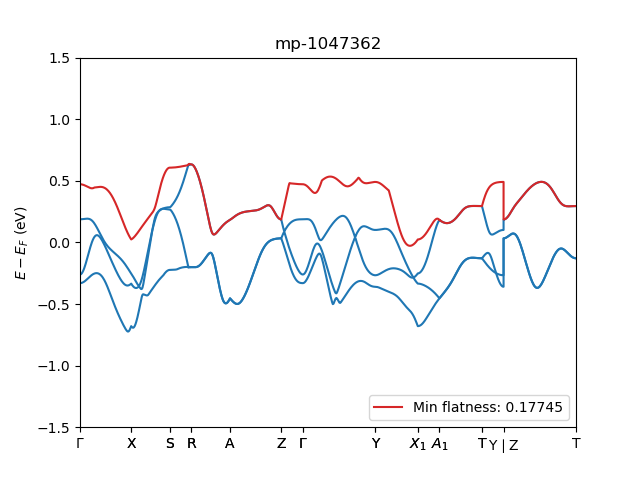 mp-1047362
E − E_F (eV)
1.5
1.0
0.5
0.0
−0.5
−1.0
−1.5
Min flatness: 0.17745
Γ X S R A Z Γ Y X₁ A₁ T Y | Z T